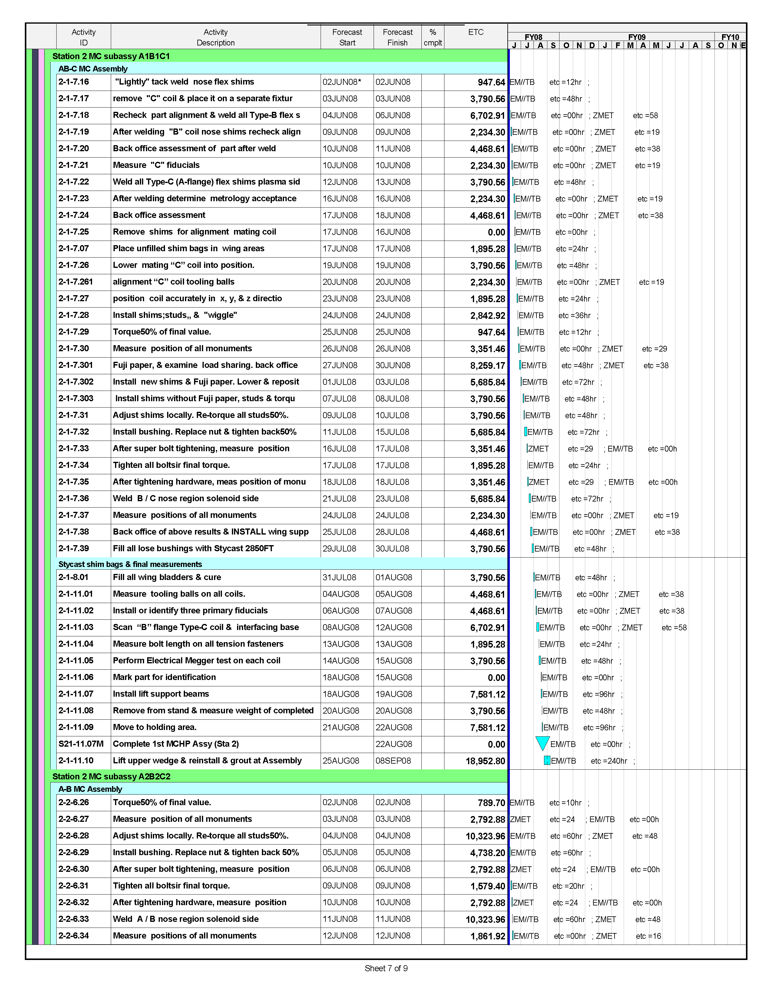 Activity ID Activity Description Forecast Start Forecast Finish % cmplt ETC FY08 FY09 FY10
J J A S O N D J F M A M J J A S O N E
Station 2 MC subassy A1B1C1
AB-C MC Assembly
2-1-7.16 "Lightly" tack weld nose flex shims 02JUN08* 02JUN08 947.64 EM//TB etc =12hr ;
2-1-7.17 remove "C" coil & place it on a separate fixtur 03JUN08 03JUN08 3,790.56 EM//TB etc =48hr ;
2-1-7.18 Recheck part alignment & weld all Type-B flex s 04JUN08 06JUN08 6,702.91 EM//TB etc =00hr ; ZMET etc =58
2-1-7.19 After welding "B" coil nose shims recheck align 09JUN08 09JUN08 2,234.30 EM//TB etc =00hr ; ZMET etc =19
2-1-7.20 Back office assessment of part after weld 10JUN08 11JUN08 4,468.61 EM//TB etc =00hr ; ZMET etc =38
2-1-7.21 Measure "C" fiducials 10JUN08 10JUN08 2,234.30 EM//TB etc =00hr ; ZMET etc =19
2-1-7.22 Weld all Type-C (A-flange) flex shims plasma sid 12JUN08 13JUN08 3,790.56 EM//TB etc =48hr ;
2-1-7.23 After welding determine metrology acceptance 16JUN08 16JUN08 2,234.30 EM//TB etc =00hr ; ZMET etc =19
2-1-7.24 Back office assessment 17JUN08 18JUN08 4,468.61 EM//TB etc =00hr ; ZMET etc =38
2-1-7.25 Remove shims for alignment mating coil 17JUN08 16JUN08 0.00 EM//TB etc =00hr ;
2-1-7.07 Place unfilled shim bags in wing areas 17JUN08 17JUN08 1,895.28 EM//TB etc =24hr ;
2-1-7.26 Lower mating “C” coil into position. 19JUN08 19JUN08 3,790.56 EM//TB etc =48hr ;
2-1-7.261 alignment “C” coil tooling balls 20JUN08 20JUN08 2,234.30 EM//TB etc =00hr ; ZMET etc =19
2-1-7.27 position coil accurately in x, y, & z directio 23JUN08 23JUN08 1,895.28 EM//TB etc =24hr ;
2-1-7.28 Install shims;studs,, & "wiggle" 24JUN08 24JUN08 2,842.92 EM//TB etc =36hr ;
2-1-7.29 Torque50% of final value. 25JUN08 25JUN08 947.64 EM//TB etc =12hr ;
2-1-7.30 Measure position of all monuments 26JUN08 26JUN08 3,351.46 EM//TB etc =00hr ; ZMET etc =29
2-1-7.301 Fuji paper, & examine load sharing. back office 27JUN08 30JUN08 8,259.17 EM//TB etc =48hr ; ZMET etc =38
2-1-7.302 Install new shims & Fuji paper. Lower & reposit 01JUL08 03JUL08 5,685.84 EM//TB etc =72hr ;
2-1-7.303 Install shims without Fuji paper, studs & torqu 07JUL08 08JUL08 3,790.56 EM//TB etc =48hr ;
2-1-7.31 Adjust shims locally. Re-torque all studs50%. 09JUL08 10JUL08 3,790.56 EM//TB etc =48hr ;
2-1-7.32 Install bushing. Replace nut & tighten back50% 11JUL08 15JUL08 5,685.84 EM//TB etc =72hr ;
2-1-7.33 After super bolt tightening, measure position 16JUL08 17JUL08 3,351.46 ZMET etc =29 ; EM//TB etc =00h
2-1-7.34 Tighten all boltsir final torque. 17JUL08 17JUL08 1,895.28 EM//TB etc =24hr ;
2-1-7.35 After tightening hardware, meas position of monu 18JUL08 18JUL08 3,351.46 ZMET etc =29 ; EM//TB etc =00h
2-1-7.36 Weld B / C nose region solenoid side 21JUL08 23JUL08 5,685.84 EM//TB etc =72hr ;
2-1-7.37 Measure positions of all monuments 24JUL08 24JUL08 2,234.30 EM//TB etc =00hr ; ZMET etc =19
2-1-7.38 Back office of above results & INSTALL wing supp 25JUL08 28JUL08 4,468.61 EM//TB etc =00hr ; ZMET etc =38
2-1-7.39 Fill all lose bushings with Stycast 2850FT 29JUL08 30JUL08 3,790.56 EM//TB etc =48hr ;
Stycast shim bags & final measurements
2-1-8.01 Fill all wing bladders & cure 31JUL08 01AUG08 3,790.56 EM//TB etc =48hr ;
2-1-11.01 Measure tooling balls on all coils. 04AUG08 05AUG08 4,468.61 EM//TB etc =00hr ; ZMET etc =38
2-1-11.02 Install or identify three primary fiducials 06AUG08 07AUG08 4,468.61 EM//TB etc =00hr ; ZMET etc =38
2-1-11.03 Scan “B” flange Type-C coil & interfacing base 08AUG08 12AUG08 6,702.91 EM//TB etc =00hr ; ZMET etc =58
2-1-11.04 Measure bolt length on all tension fasteners 13AUG08 13AUG08 1,895.28 EM//TB etc =24hr ;
2-1-11.05 Perform Electrical Megger test on each coil 14AUG08 15AUG08 3,790.56 EM//TB etc =48hr ;
2-1-11.06 Mark part for identification 18AUG08 15AUG08 0.00 EM//TB etc =00hr ;
2-1-11.07 Install lift support beams 18AUG08 19AUG08 7,581.12 EM//TB etc =96hr ;
2-1-11.08 Remove from stand & measure weight of completed 20AUG08 20AUG08 3,790.56 EM//TB etc =48hr ;
2-1-11.09 Move to holding area. 21AUG08 22AUG08 7,581.12 EM//TB etc =96hr ;
S21-11.07M Complete 1st MCHP Assy (Sta 2) 22AUG08 0.00 EM//TB etc =00hr ;
2-1-11.10 Lift upper wedge & reinstall & grout at Assembly 25AUG08 08SEP08 18,952.80 EM//TB etc =240hr ;
Station 2 MC subassy A2B2C2
A-B MC Assembly
2-2-6.26 Torque50% of final value. 02JUN08 02JUN08 789.70 EM//TB etc =10hr ;
2-2-6.27 Measure position of all monuments 03JUN08 03JUN08 2,792.88 ZMET etc =24 ; EM//TB etc =00h
2-2-6.28 Adjust shims locally. Re-torque all studs50%. 04JUN08 04JUN08 10,323.96 EM//TB etc =60hr ; ZMET etc =48
2-2-6.29 Install bushing. Replace nut & tighten back 50% 05JUN08 05JUN08 4,738.20 EM//TB etc =60hr ;
2-2-6.30 After super bolt tightening, measure position 06JUN08 06JUN08 2,792.88 ZMET etc =24 ; EM//TB etc =00h
2-2-6.31 Tighten all boltsir final torque. 09JUN08 09JUN08 1,579.40 EM//TB etc =20hr ;
2-2-6.32 After tightening hardware, measure position 10JUN08 10JUN08 2,792.88 ZMET etc =24 ; EM//TB etc =00h
2-2-6.33 Weld A / B nose region solenoid side 11JUN08 11JUN08 10,323.96 EM//TB etc =60hr ; ZMET etc =48
2-2-6.34 Measure positions of all monuments 12JUN08 12JUN08 1,861.92 EM//TB etc =00hr ; ZMET etc =16
Sheet 7 of 9